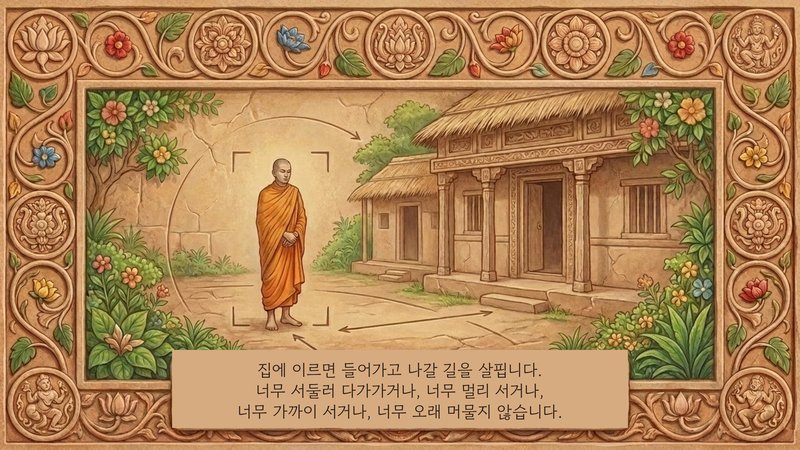 집에 이르면 들어가고 나갈 길을 살핍니다.
너무 서둘러 다가가거나, 너무 멀리 서거나,
너무 가까이 서거나, 너무 오래 머물지 않습니다.